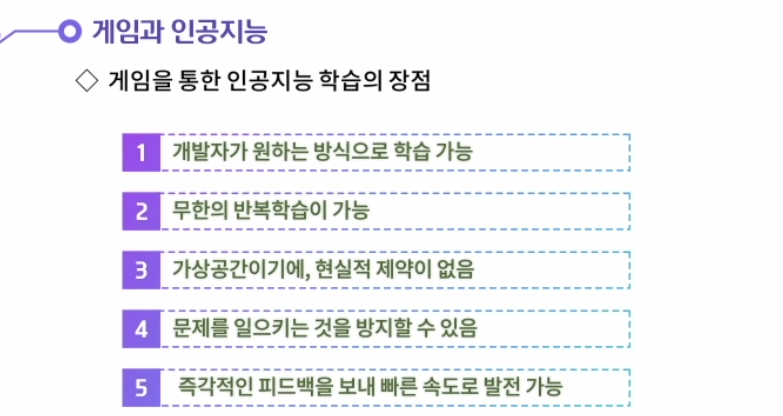 게임과 인공지능
◇ 게임을 통한 인공지능 학습의 장점
1 개발자가 원하는 방식으로 학습 가능
2 무한의 반복학습이 가능
3 가상공간이기에, 현실적 제약이 없음
4 문제를 일으키는 것을 방지할 수 있음
5 즉각적인 피드백을 보내 빠른 속도로 발전 가능